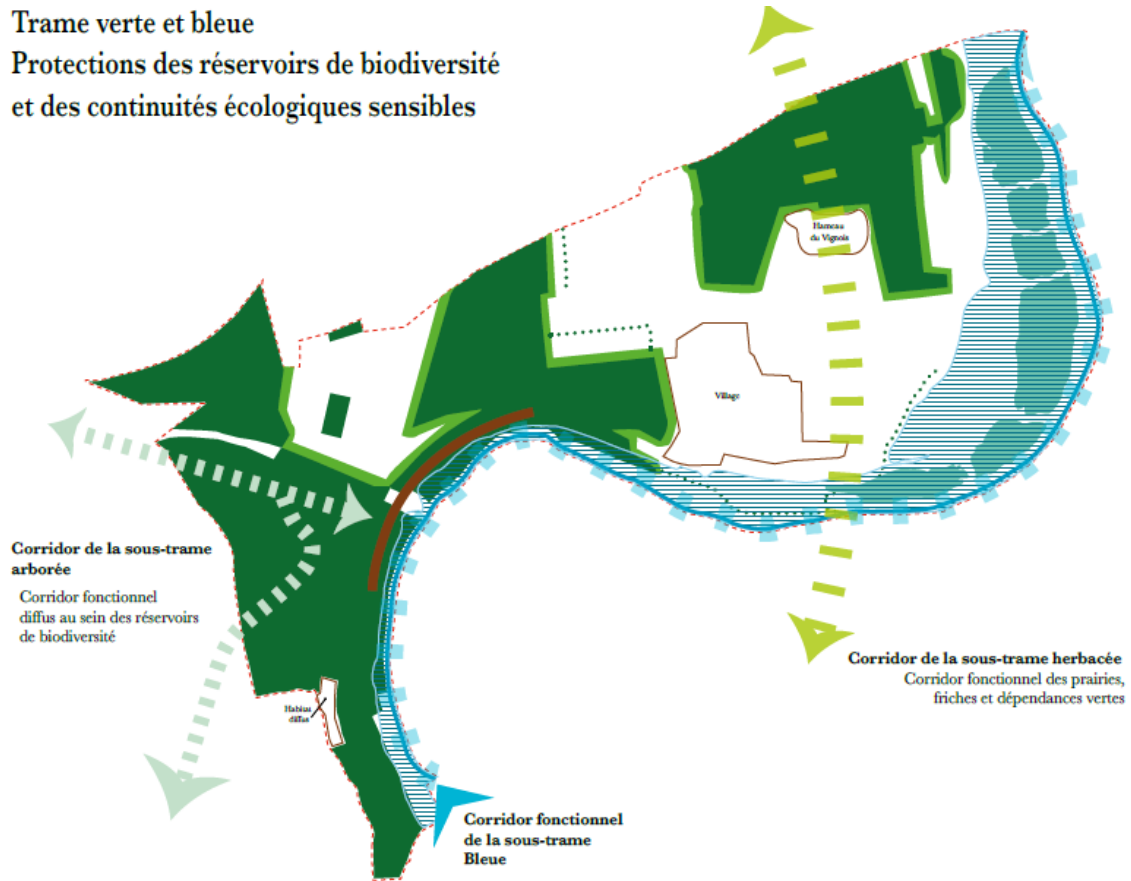 Trame verte et bleue
Protections des réservoirs de biodiversité
et des continuités écologiques sensibles
Hameau
du Vignois
Village
Corridor de la sous-trame
arborée
Corridor fonctionnel
diffus au sein des réservoirs
de biodiversité
Corridor de la sous-trame herbacée
Corridor fonctionnel des prairies,
friches et dépendances vertes
Habitat
diffus
Corridor fonctionnel
de la sous-trame
Bleue